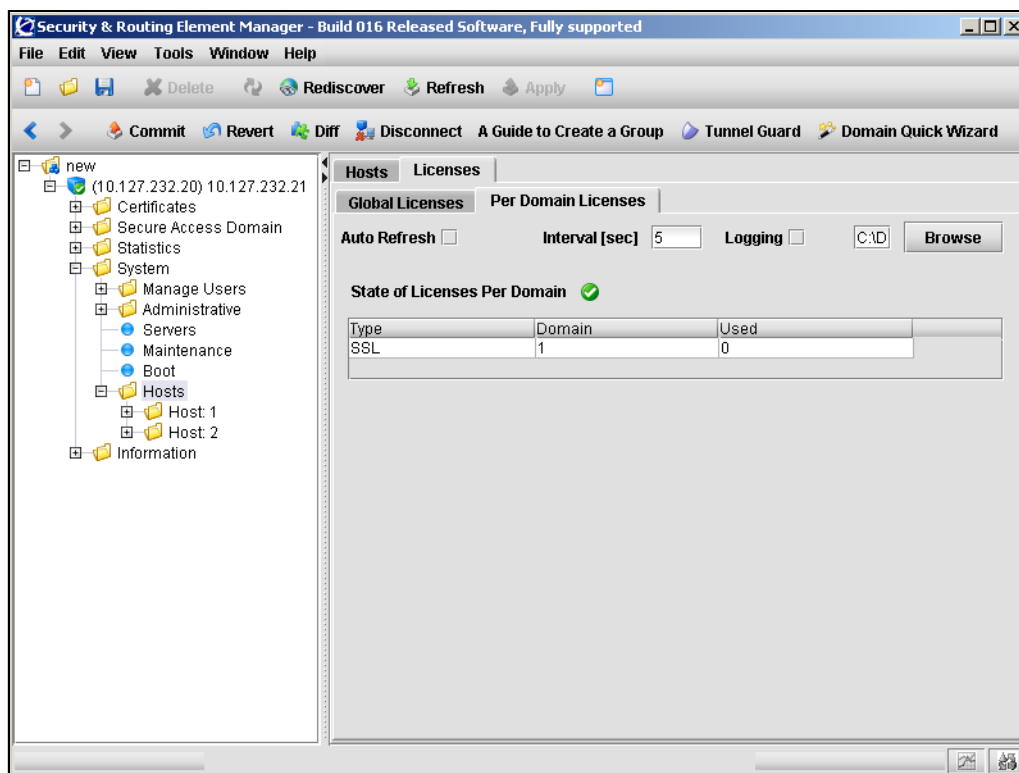 Security & Routing Element Manager - Build 016 Released Software, Fully supported
File Edit View Tools Window Help
Delete Rediscover Refresh Apply
Commit Revert Diff Disconnect A Guide to Create a Group Tunnel Guard Domain Quick Wizard
new
(10.127.232.20) 10.127.232.21
Certificates
Secure Access Domain
Statistics
System
Manage Users
Administrative
Servers
Maintenance
Boot
Hosts
Host: 1
Host: 2
Information
Hosts Licenses
Global Licenses Per Domain Licenses
Auto Refresh Interval [sec] 5 Logging C:\D Browse
State of Licenses Per Domain
Type Domain Used
SSL 1 0